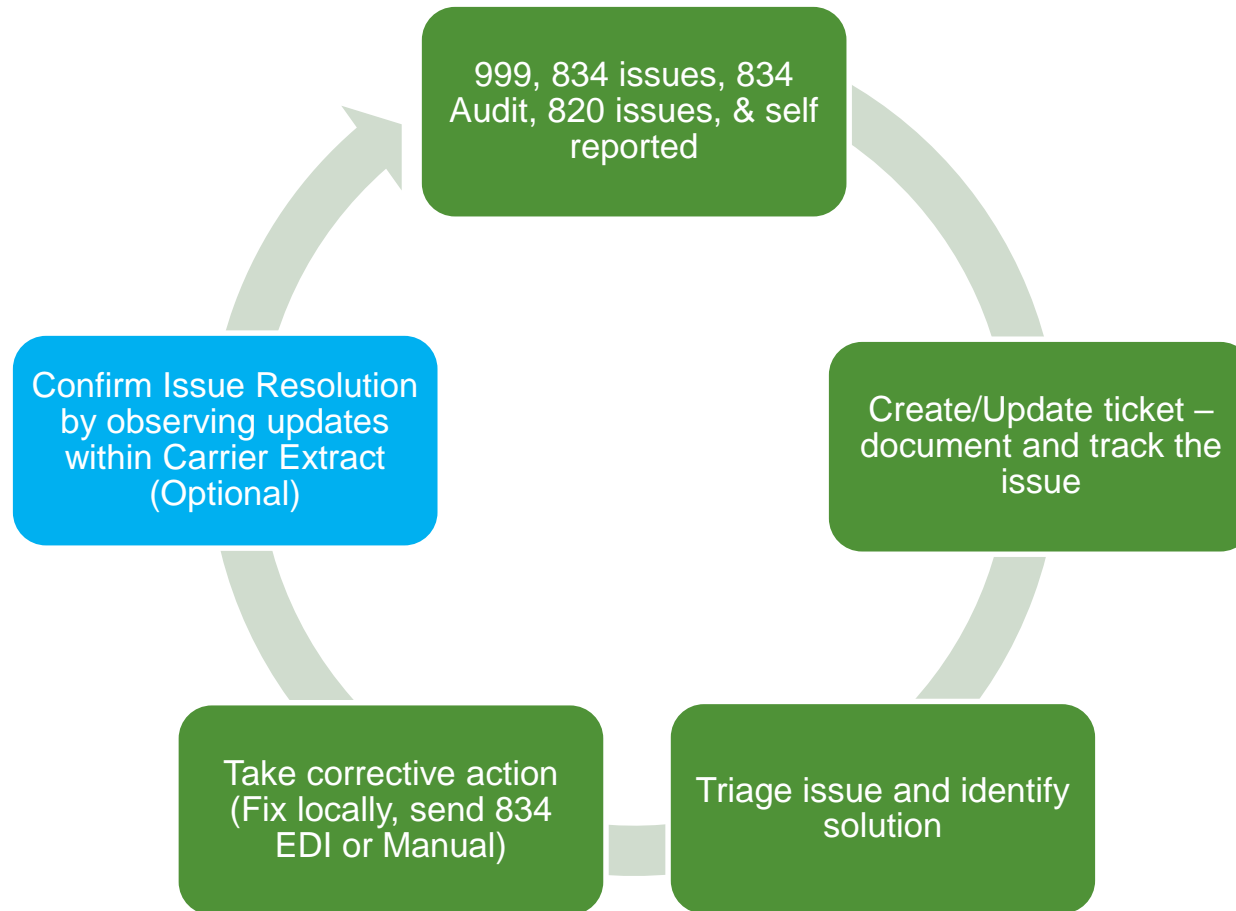 999, 834 issues, 834
Audit, 820 issues, & self
reported
Create/Update ticket –
document and track the
issue
Triage issue and identify
solution
Take corrective action
(Fix locally, send 834
EDI or Manual)
Confirm Issue Resolution
by observing updates
within Carrier Extract
(Optional)